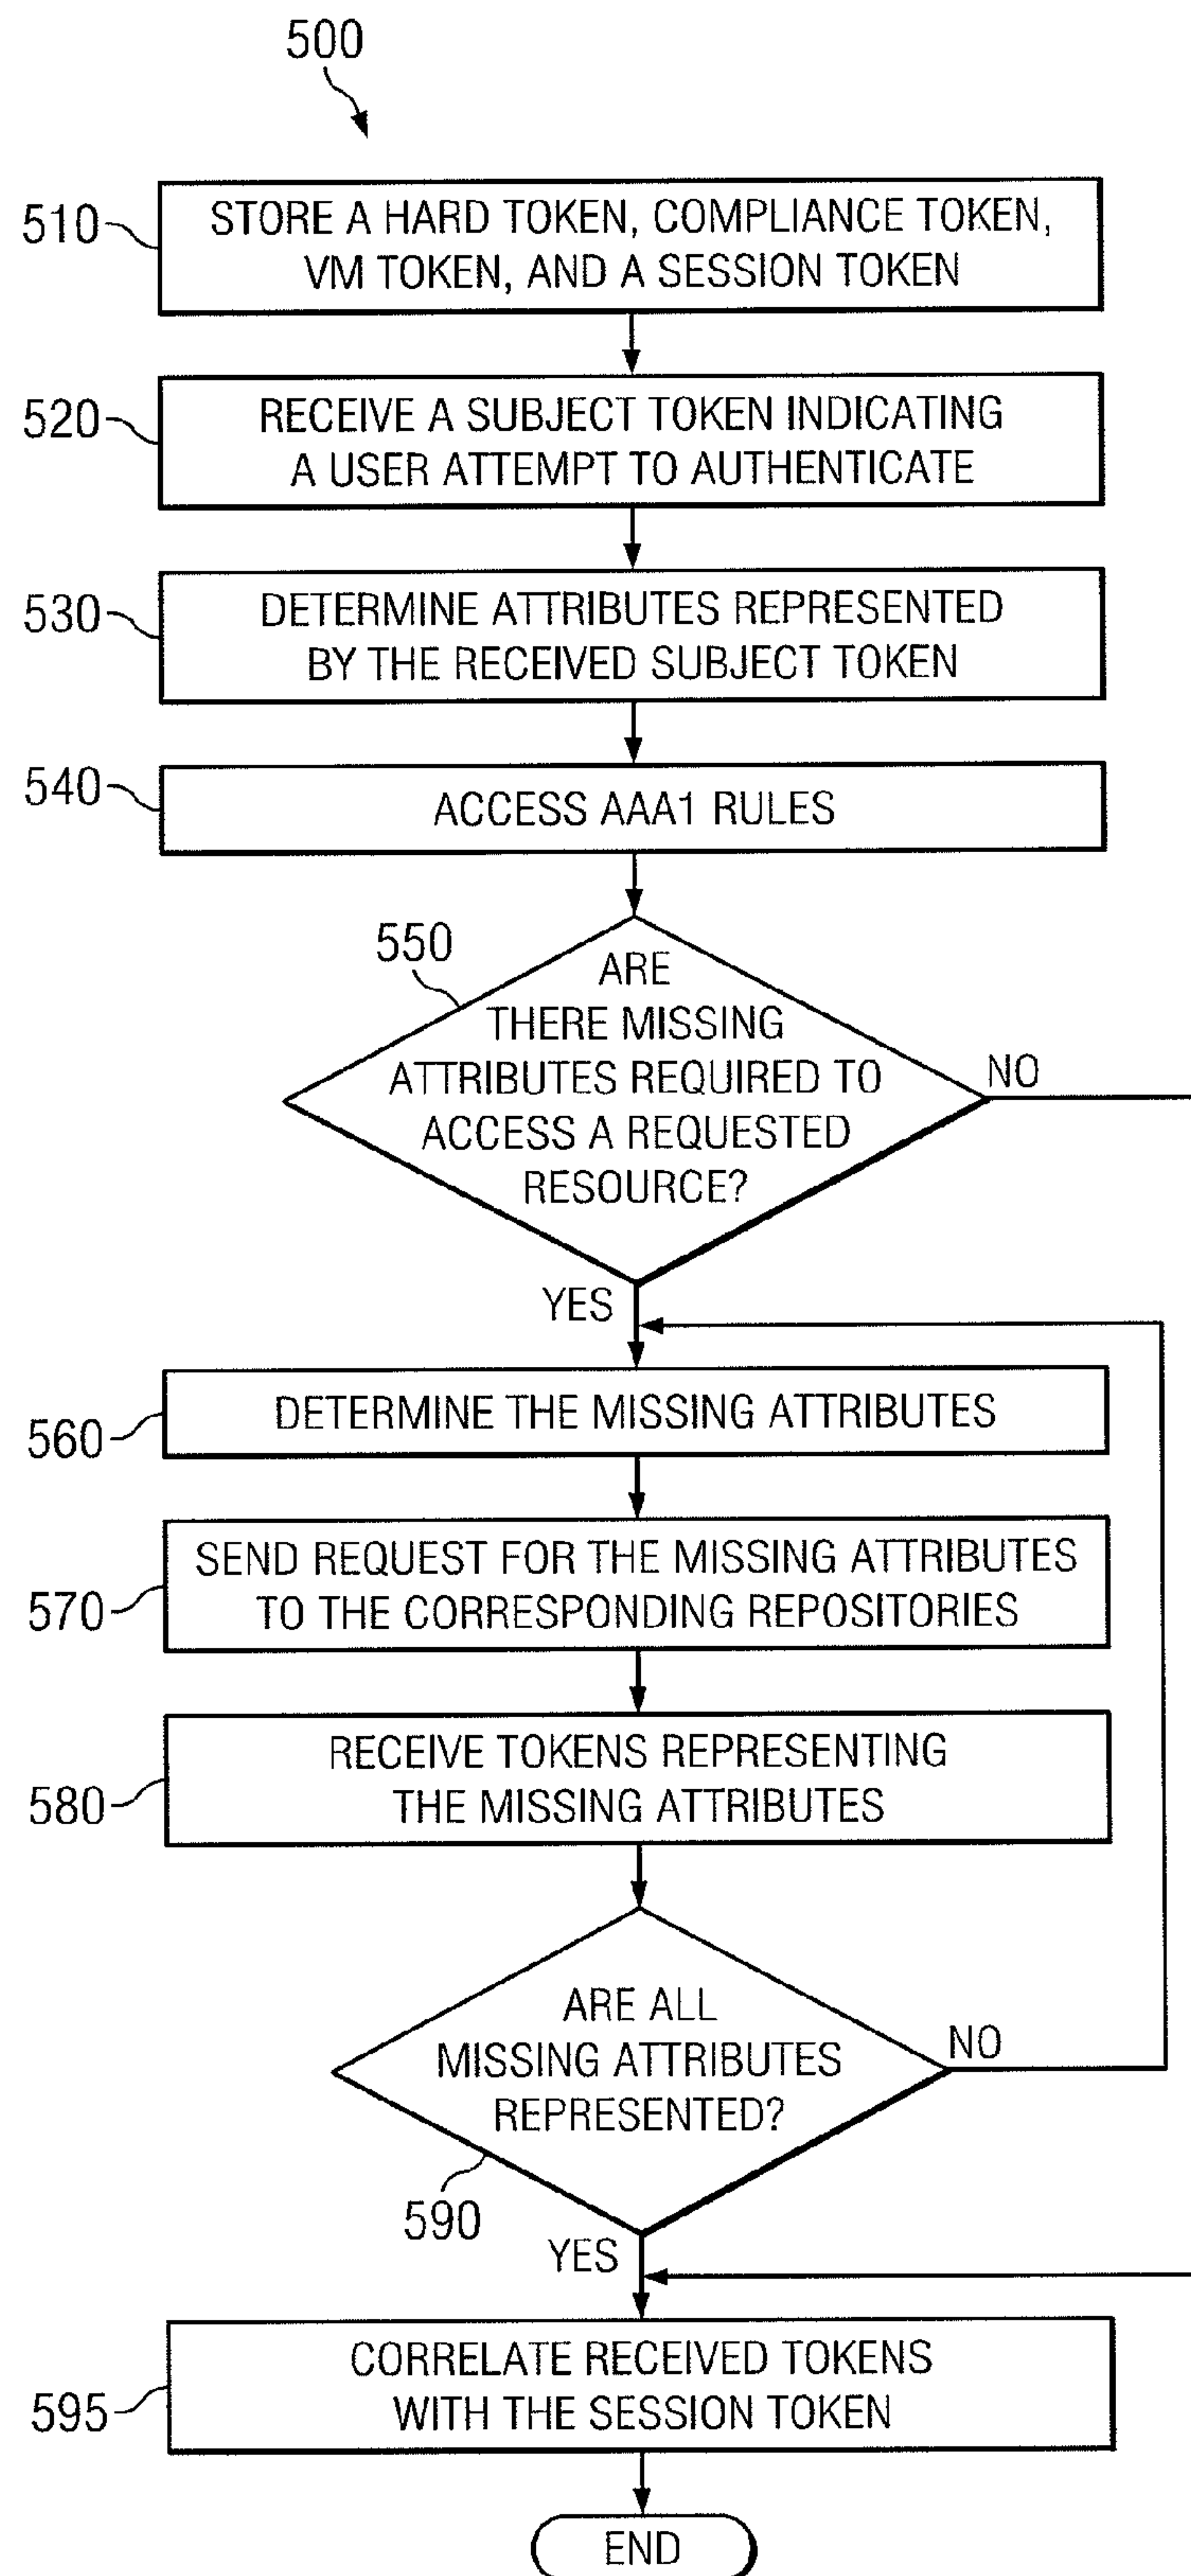 500
510
STORE A HARD TOKEN, COMPLIANCE TOKEN,
VM TOKEN, AND A SESSION TOKEN
520
RECEIVE A SUBJECT TOKEN INDICATING
A USER ATTEMPT TO AUTHENTICATE
530
DETERMINE ATTRIBUTES REPRESENTED
BY THE RECEIVED SUBJECT TOKEN
540
ACCESS AAA1 RULES
550
ARE
THERE MISSING
ATTRIBUTES REQUIRED TO
ACCESS A REQUESTED
RESOURCE?
NO
YES
560
DETERMINE THE MISSING ATTRIBUTES
570
SEND REQUEST FOR THE MISSING ATTRIBUTES
TO THE CORRESPONDING REPOSITORIES
580
RECEIVE TOKENS REPRESENTING
THE MISSING ATTRIBUTES
ARE ALL
MISSING ATTRIBUTES
REPRESENTED?
NO
590
YES
595
CORRELATE RECEIVED TOKENS
WITH THE SESSION TOKEN
END